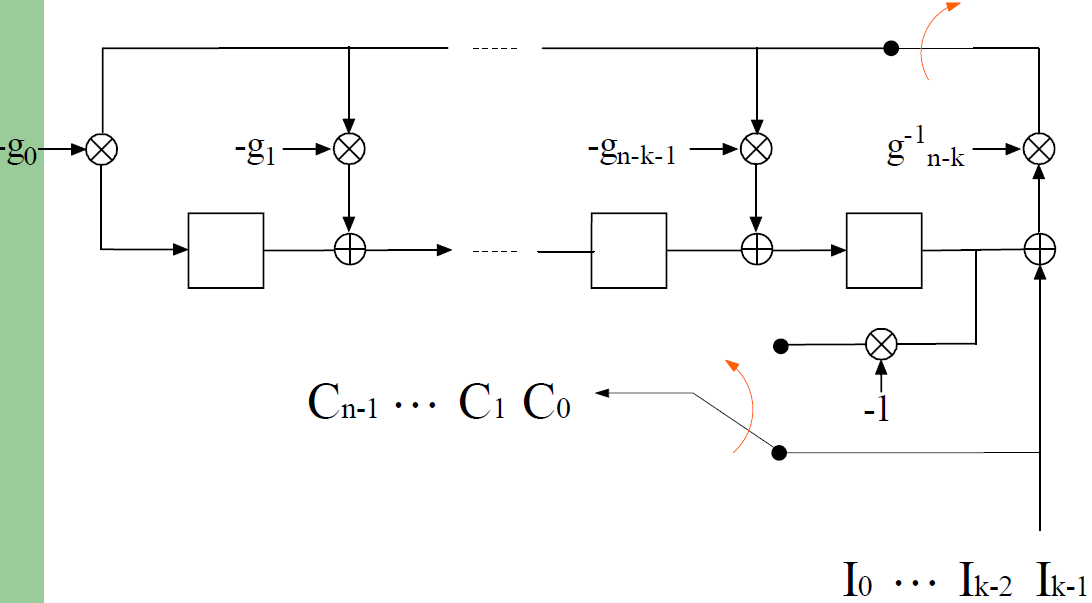 -g₀ -g₁ -gₙ₋ₖ₋₁ g⁻¹ₙ₋ₖ
-1
Cₙ₋₁ ⋯ C₁ C₀
I₀ ⋯ Iₖ₋₂ Iₖ₋₁